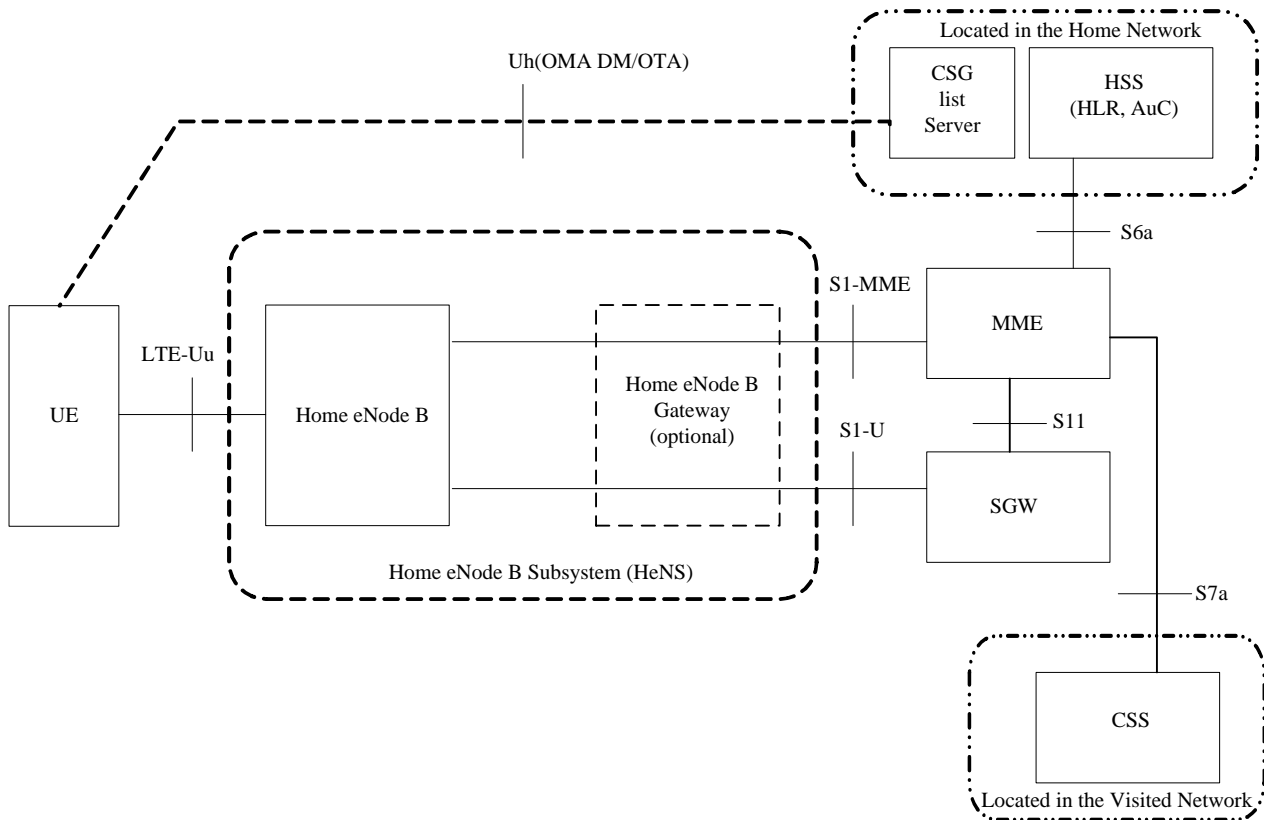 Located in the Home Network
Uh(OMA DM/OTA)
CSG
list
Server
HSS
(HLR, AuC)
S6a
S1-MME
MME
LTE-Uu
UE
Home eNode B
Home eNode B
Gateway
(optional)
S1-U
S11
SGW
Home eNode B Subsystem (HeNS)
S7a
CSS
Located in the Visited Network